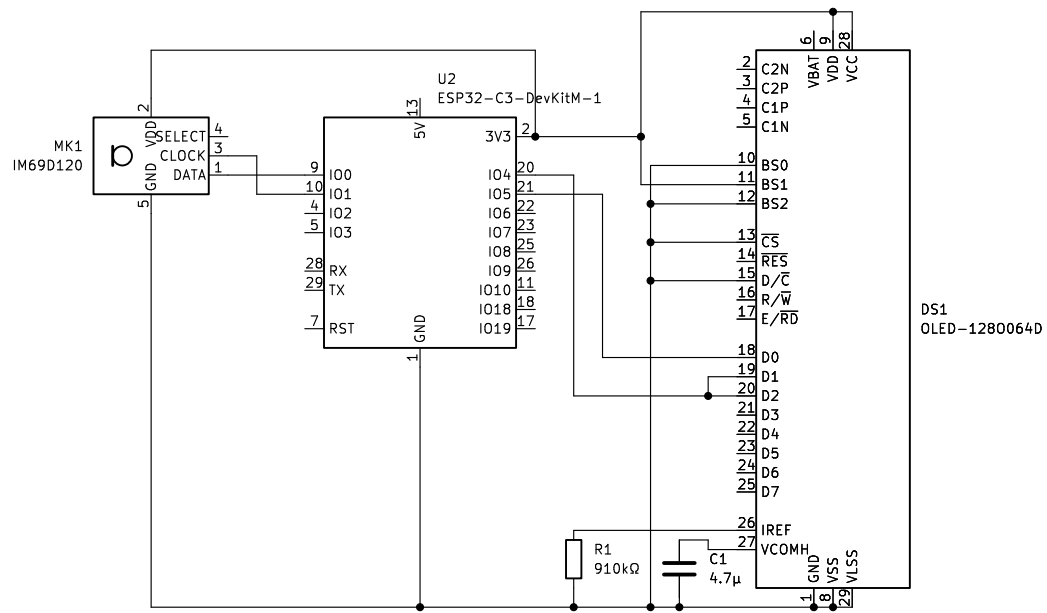 MK1
IM69D120
2
VDD
SELECT
4
CLOCK
3
DATA
1
GND
5
U2
ESP32-C3-DevKitM-1
13
5V
3V3
2
9
IO0
10
IO1
4
IO2
5
IO3
28
RX
29
TX
7
RST
20
IO4
21
IO5
22
IO6
23
IO7
25
IO8
26
IO9
11
IO10
18
IO18
17
IO19
GND
1
6
VBAT
9
VDD
28
VCC
2
C2N
3
C2P
4
C1P
5
C1N
10
BS0
11
BS1
12
BS2
13
CS
14
RES
15
D/C
16
R/W
17
E/RD
18
D0
19
D1
20
D2
21
D3
22
D4
23
D5
24
D6
25
D7
26
IREF
27
VCOMH
GND
1
VSS
8
VLSS
29
DS1
OLED-128O064D
R1
910kΩ
C1
4.7µ